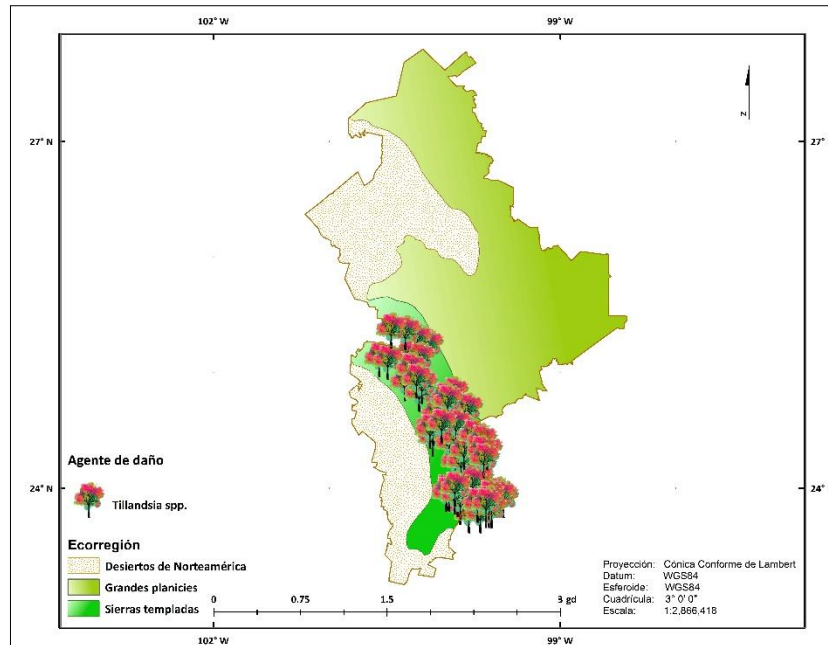 102° W 99° W
27° N 27° N
N
Agente de daño
Tillandsia spp.
24° N 24° N
Ecorregión
Desiertos de Norteamérica
Grandes planicies
Sierras templadas
0 0.75 1.5 3 gd
Proyección: Cónica Conforme de Lambert
Datum: WGS84
Esferoide: WGS84
Cuadrícula: 3° 0' 0"
Escala: 1:2,866,418
102° W 99° W